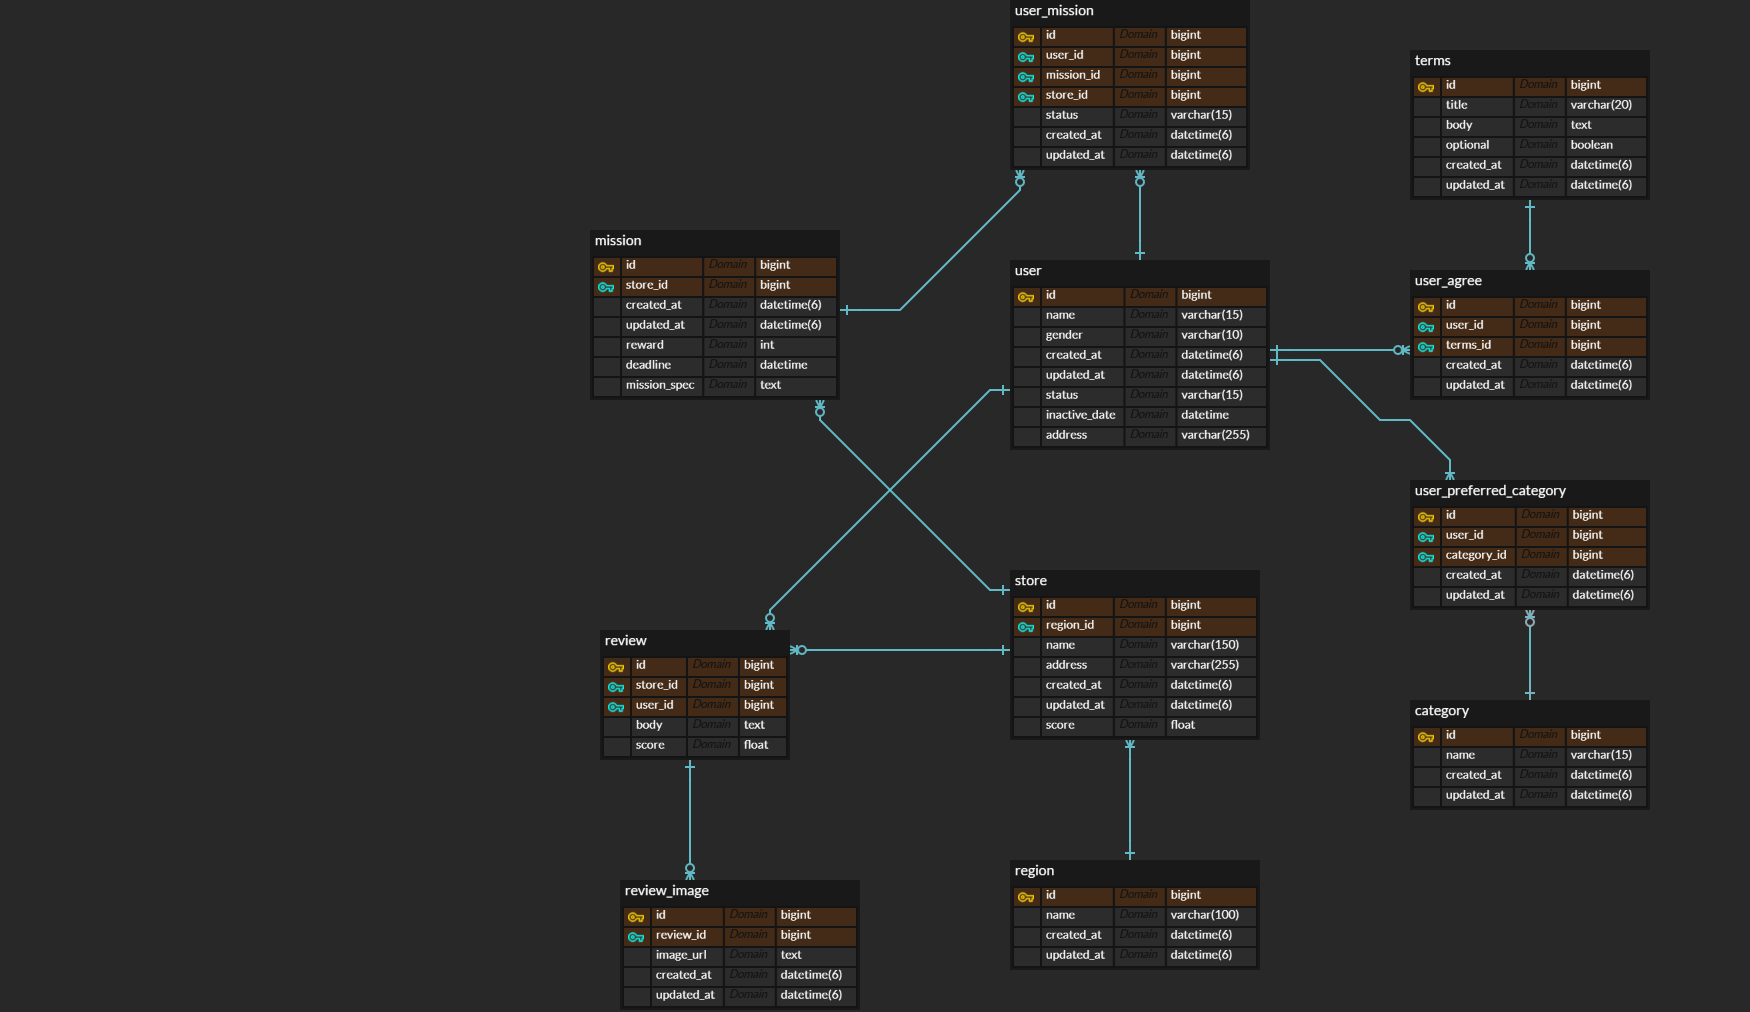 user_mission
id Domain bigint
user_id Domain bigint
mission_id Domain bigint
store_id Domain bigint
status Domain varchar(15)
created_at Domain datetime(6)
updated_at Domain datetime(6)
terms
id Domain bigint
title Domain varchar(20)
body Domain text
optional Domain boolean
created_at Domain datetime(6)
updated_at Domain datetime(6)
mission
id Domain bigint
store_id Domain bigint
created_at Domain datetime(6)
updated_at Domain datetime(6)
reward Domain int
deadline Domain datetime
mission_spec Domain text
user
id Domain bigint
name Domain varchar(15)
gender Domain varchar(10)
created_at Domain datetime(6)
updated_at Domain datetime(6)
status Domain varchar(15)
inactive_date Domain datetime
address Domain varchar(255)
user_agree
id Domain bigint
user_id Domain bigint
terms_id Domain bigint
created_at Domain datetime(6)
updated_at Domain datetime(6)
user_preferred_category
id Domain bigint
user_id Domain bigint
category_id Domain bigint
created_at Domain datetime(6)
updated_at Domain datetime(6)
store
id Domain bigint
region_id Domain bigint
name Domain varchar(150)
address Domain varchar(255)
created_at Domain datetime(6)
updated_at Domain datetime(6)
score Domain float
review
id Domain bigint
store_id Domain bigint
user_id Domain bigint
body Domain text
score Domain float
category
id Domain bigint
name Domain varchar(15)
created_at Domain datetime(6)
updated_at Domain datetime(6)
region
id Domain bigint
name Domain varchar(100)
created_at Domain datetime(6)
updated_at Domain datetime(6)
review_image
id Domain bigint
review_id Domain bigint
image_url Domain text
created_at Domain datetime(6)
updated_at Domain datetime(6)